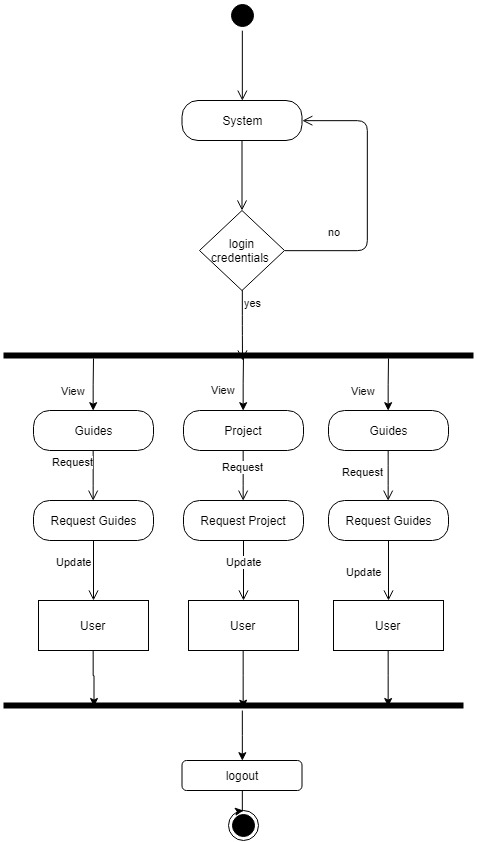 System
login
credentials
no
yes
View
View
View
Guides
Project
Guides
Request
Request
Request
Request Guides
Request Project
Request Guides
Update
Update
Update
User
User
User
logout